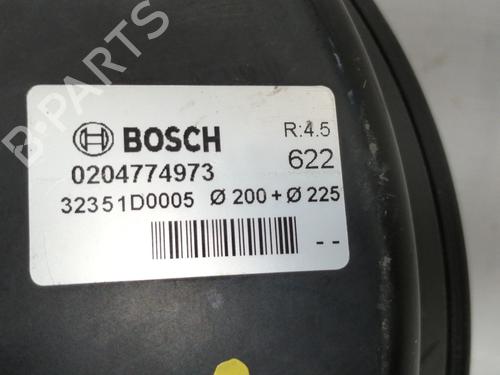 B-PARTS
BOSCH
R:4.5
0204774973
622
32351D0005 Ø 200 + Ø 225
- -